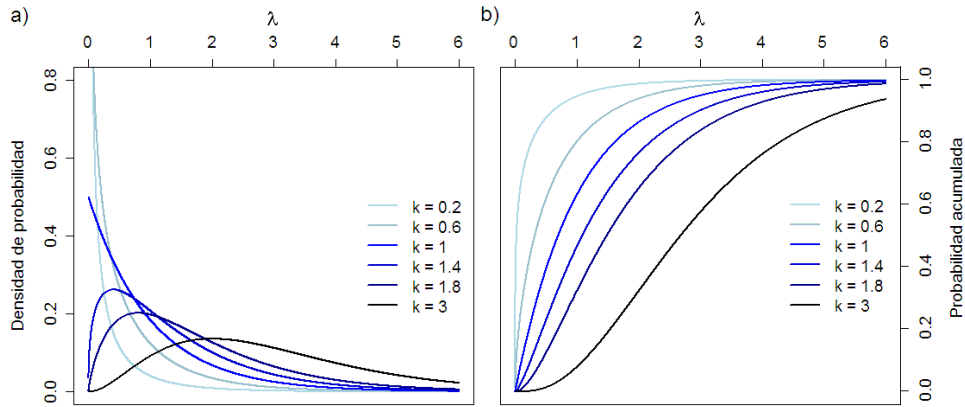 a)
λ
0 1 2 3 4 5 6
Densidad de probabilidad
0.0 0.2 0.4 0.6 0.8
k = 0.2
k = 0.6
k = 1
k = 1.4
k = 1.8
k = 3
b)
λ
0 1 2 3 4 5 6
k = 0.2
k = 0.6
k = 1
k = 1.4
k = 1.8
k = 3
0.0 0.2 0.4 0.6 0.8 1.0
Probabilidad acumulada